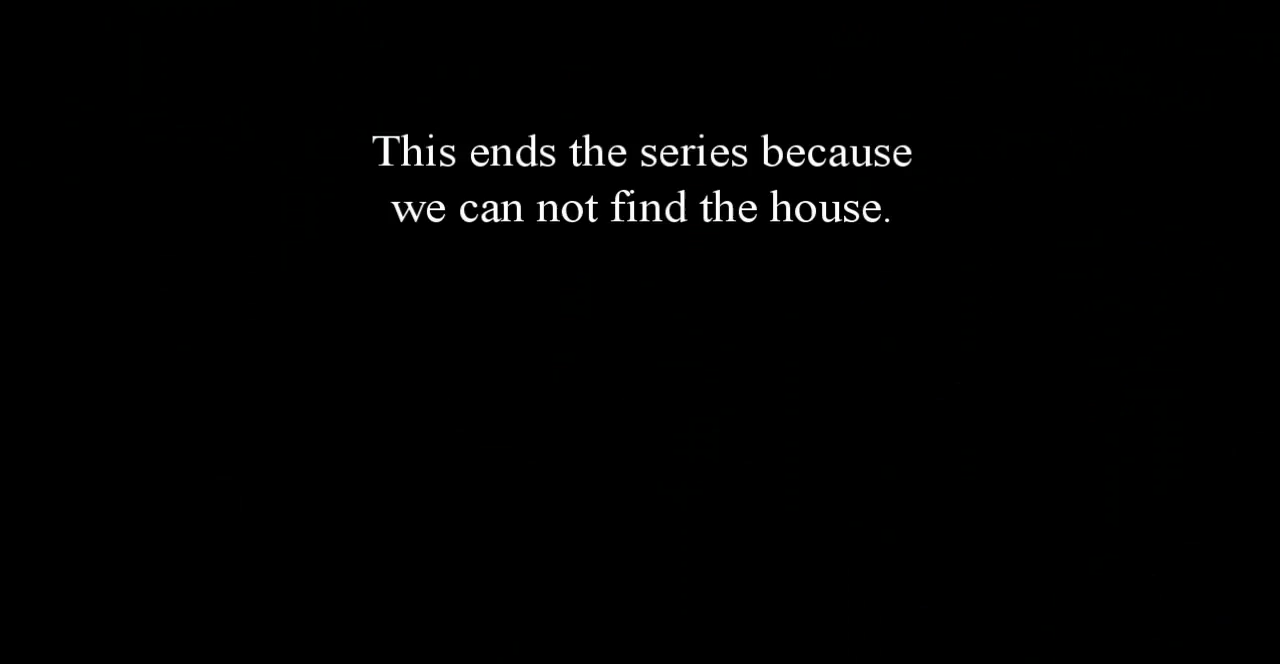 This ends the series because
we can not find the house.